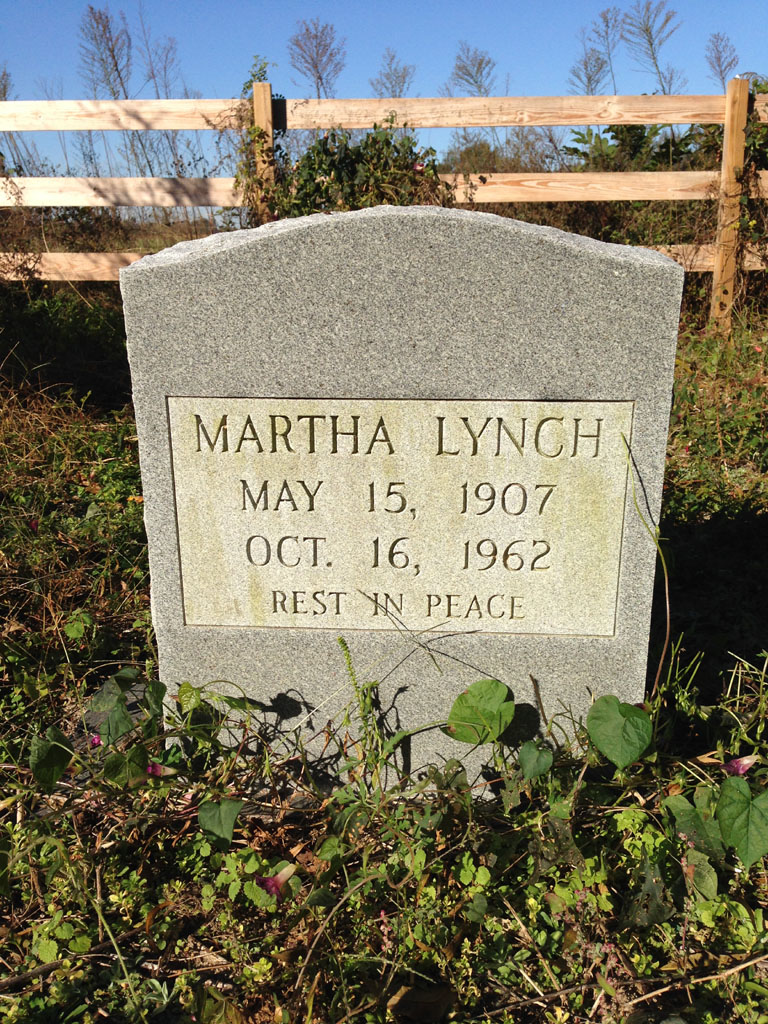 MARTHA LYNCH
MAY 15, 1907
OCT. 16, 1962
REST IN PEACE